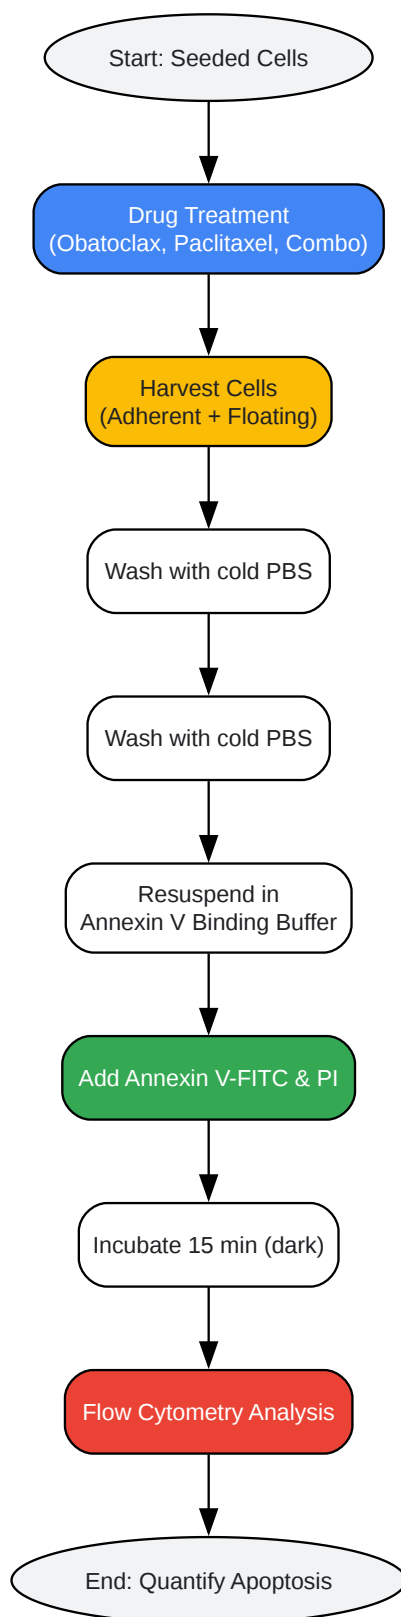 Start: Seeded Cells
Drug Treatment
(Obatoclax, Paclitaxel, Combo)
Harvest Cells
(Adherent + Floating)
Wash with cold PBS
Wash with cold PBS
Resuspend in
Annexin V Binding Buffer
Add Annexin V-FITC & PI
Incubate 15 min (dark)
Flow Cytometry Analysis
End: Quantify Apoptosis